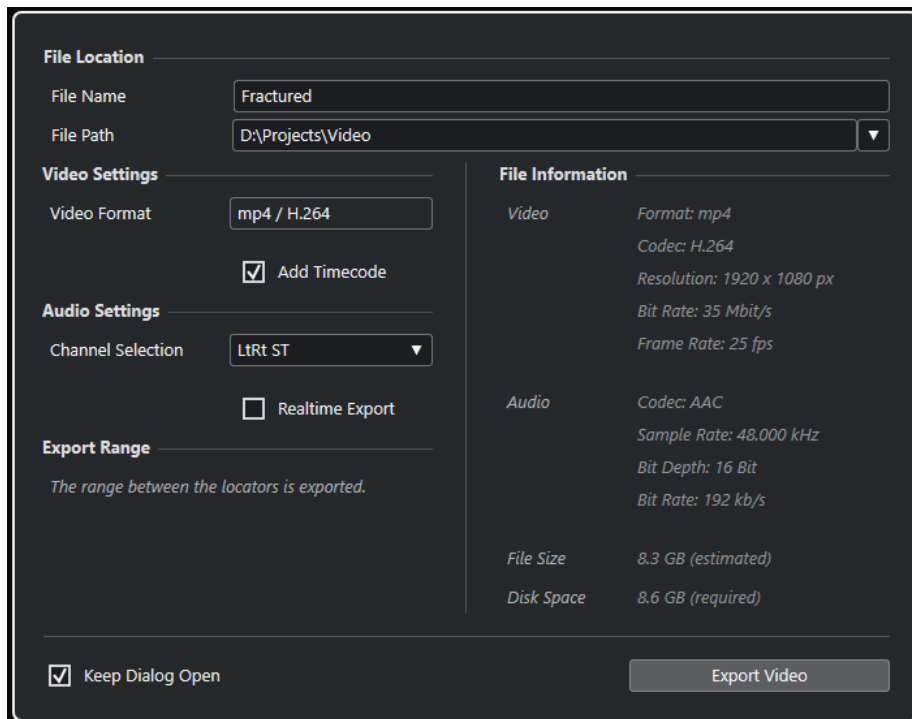 File Location
File Name
Fractured
File Path
D:\Projects\Video
Video Settings
Video Format
mp4 / H.264
Add Timecode
Audio Settings
Channel Selection
LtRt ST
Realtime Export
Export Range
The range between the locators is exported.
File Information
Video
Format: mp4
Codec: H.264
Resolution: 1920 x 1080 px
Bit Rate: 35 Mbit/s
Frame Rate: 25 fps
Audio
Codec: AAC
Sample Rate: 48.000 kHz
Bit Depth: 16 Bit
Bit Rate: 192 kb/s
File Size
8.3 GB (estimated)
Disk Space
8.6 GB (required)
Keep Dialog Open
Export Video